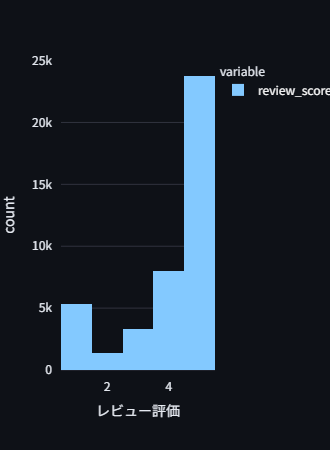 25k
20k
15k
10k
5k
0
count
2
4
レビュー評価
variable
review_score